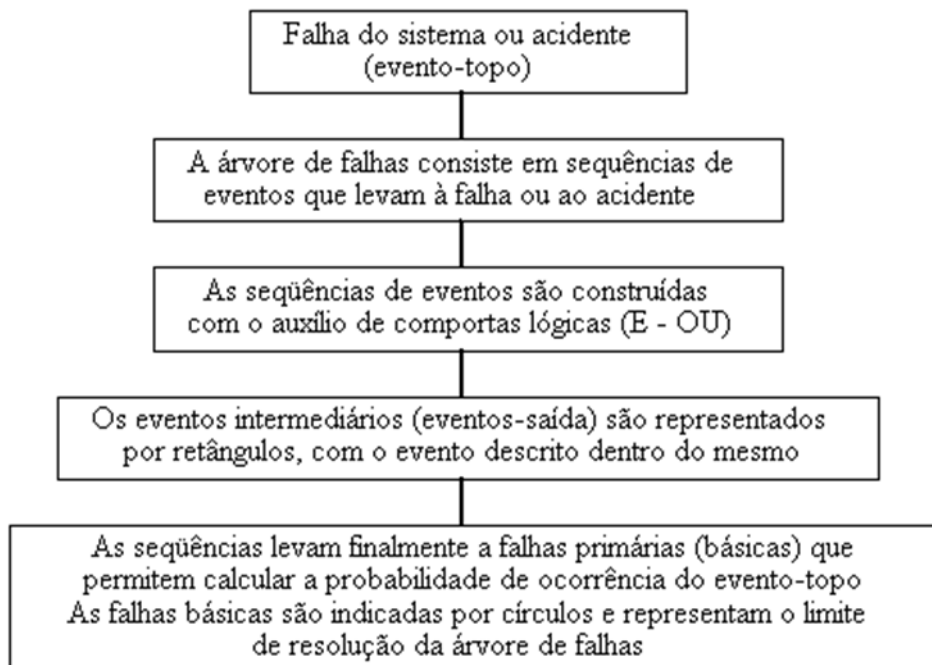 Falha do sistema ou acidente
(evento-topo)
A árvore de falhas consiste em sequências de
eventos que levam à falha ou ao acidente
As seqüências de eventos são construídas
com o auxílio de comportas lógicas (E - OU)
Os eventos intermediários (eventos-saída) são representados
por retângulos, com o evento descrito dentro do mesmo
As seqüências levam finalmente a falhas primárias (básicas) que
permitem calcular a probabilidade de ocorrência do evento-topo
As falhas básicas são indicadas por círculos e representam o limite
de resolução da árvore de falhas